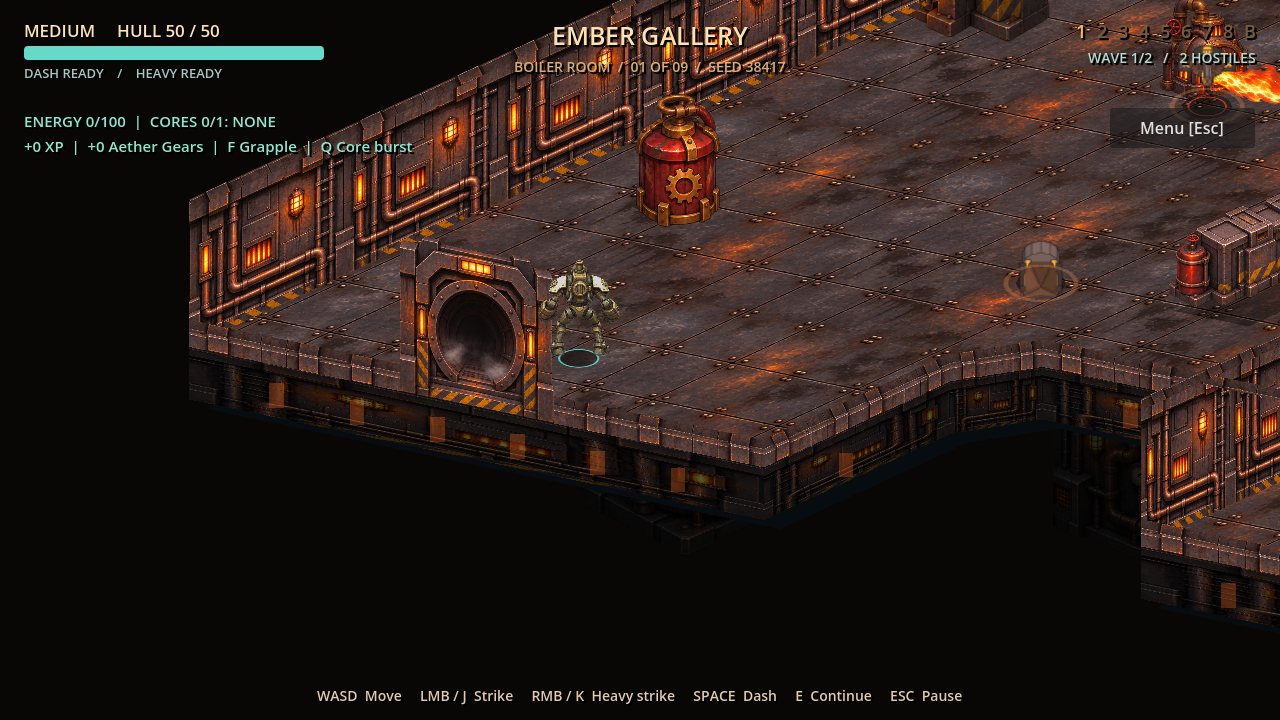 MEDIUM HULL 50 / 50
DASH READY / HEAVY READY
ENERGY 0/100 | CORES 0/1: NONE
+0 XP | +0 Aether Gears | F Grapple | Q Core burst
EMBER GALLERY
BOILER ROOM / 01 OF 09 / SEED 38417
1 2 3 4 5 6 7 8 B
WAVE 1/2 / 2 HOSTILES
Menu [Esc]
WASD Move LMB / J Strike RMB / K Heavy strike SPACE Dash E Continue ESC Pause